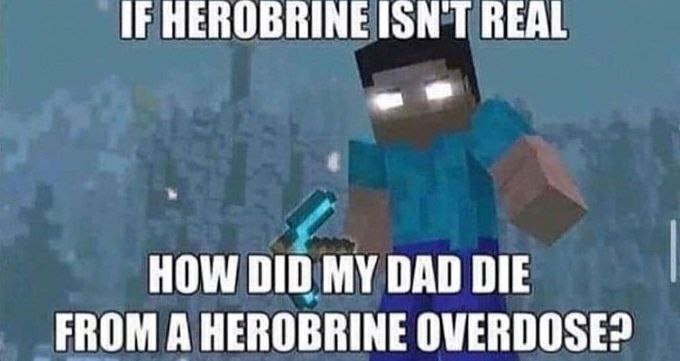 IF HEROBRINE ISN'T REAL
HOW DID MY DAD DIE
FROM A HEROBRINE OVERDOSE?